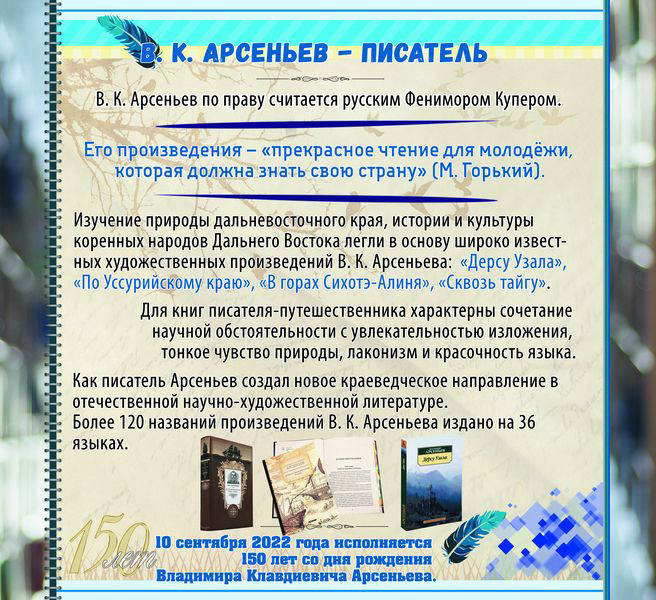 В. К. АРСЕНЬЕВ – ПИСАТЕЛЬ
В. К. Арсеньев по праву считается русским Фенимором Купером.
Его произведения – «прекрасное чтение для молодёжи,
которая должна знать свою страну» (М. Горький).
Изучение природы дальневосточного края, истории и культуры
коренных народов Дальнего Востока легли в основу широко извест-
ных художественных произведений В. К. Арсеньева: «Дерсу Узала»,
«По Уссурийскому краю», «В горах Сихотэ-Алиня», «Сквозь тайгу».
Для книг писателя-путешественника характерны сочетание
научной обстоятельности с увлекательностью изложения,
тонкое чувство природы, лаконизм и красочность языка.
Как писатель Арсеньев создал новое краеведческое направление в
отечественной научно-художественной литературе.
Более 120 названий произведений В. К. Арсеньева издано на 36
языках.
АРСЕНЬЕВ
Дерсу Узала
150 лет
10 сентября 2022 года исполняется
150 лет со дня рождения
Владимира Клавдиевича Арсеньева.